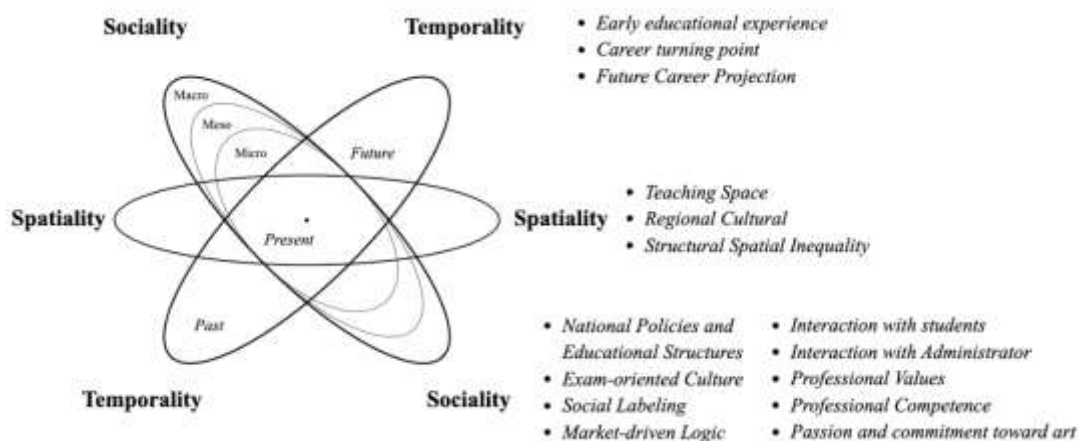 Sociality
Temporality
• Early educational experience
• Career turning point
• Future Career Projection
Macro
Meso
Micro
Future
Spatiality
Present
Spatiality
• Teaching Space
• Regional Cultural
• Structural Spatial Inequality
Past
Temporality
Sociality
• National Policies and
Educational Structures
• Exam-oriented Culture
• Social Labeling
• Market-driven Logic
• Interaction with students
• Interaction with Administrator
• Professional Values
• Professional Competence
• Passion and commitment toward art